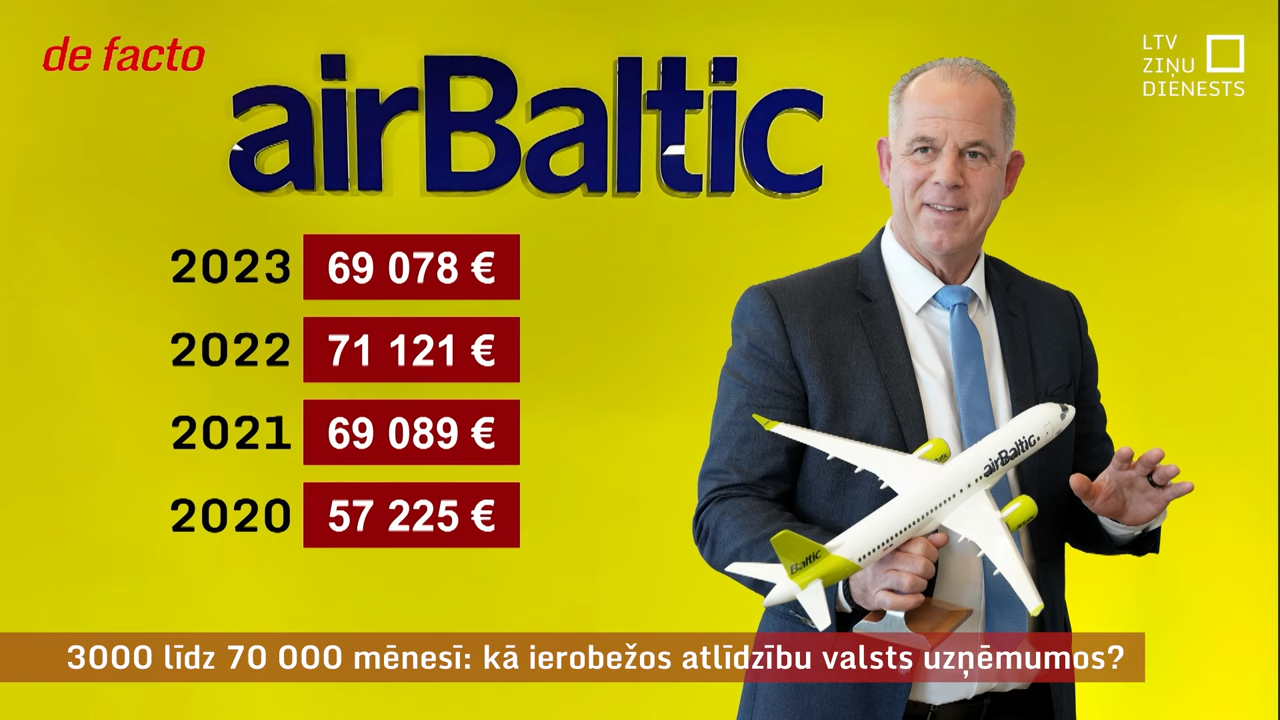 de facto
LTV
ZIŅU
DIENESTS
airBaltic
2023 69 078 €
2022 71 121 €
2021 69 089 €
2020 57 225 €
airBaltic
Baltic
3000 līdz 70 000 mēnesī: kā ierobežos atlīdzību valsts uzņēmumos?